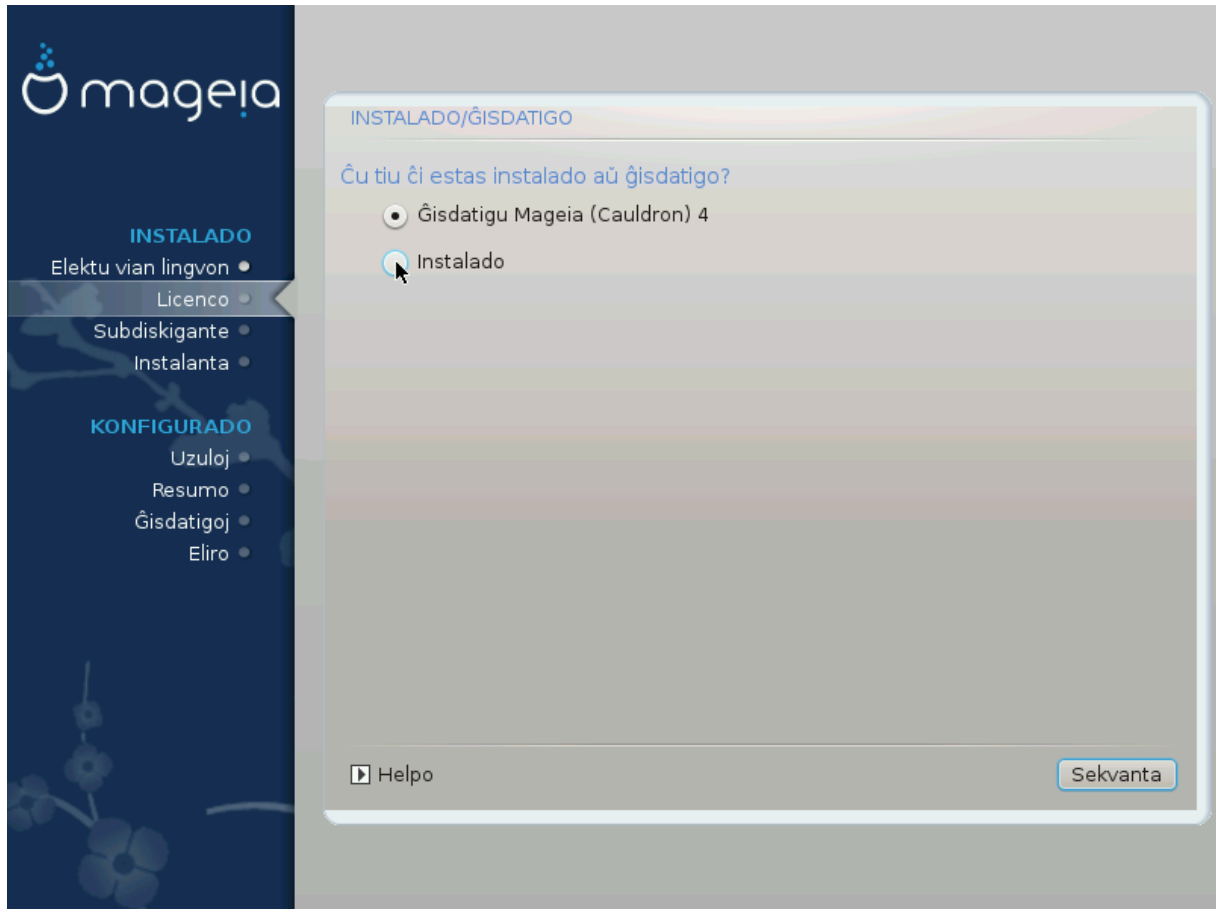 mageia
INSTALADO
Elektu vian lingvon
Licenco
Subdiskigante
Instalanta
KONFIGURADO
Uzuloj
Resumo
Ĝisdatigoj
Eliro
INSTALADO/ĜISDATIGO
Ĉu tiu ĉi estas instalado aŭ ĝisdatigo?
Ĝisdatigu Mageia (Cauldron) 4
Instalado
Helpo
Sekvanta